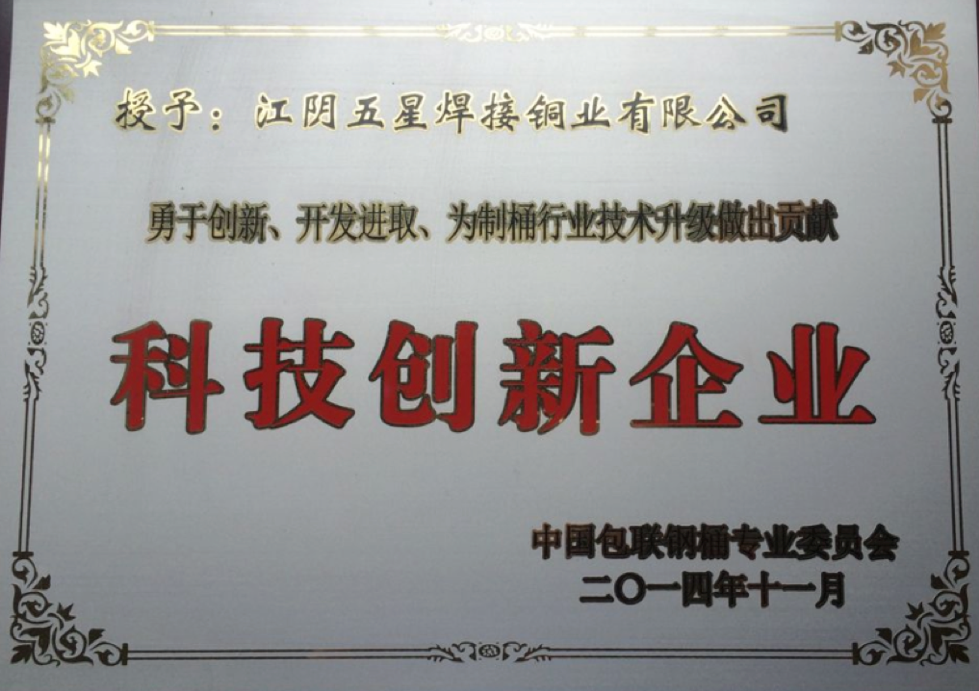 授予：江阴五星焊接铜业有限公司
勇于创新、开发进取、为制桶行业技术升级做出贡献
科技创新企业
中国包联钢桶专业委员会
二〇一四年十一月